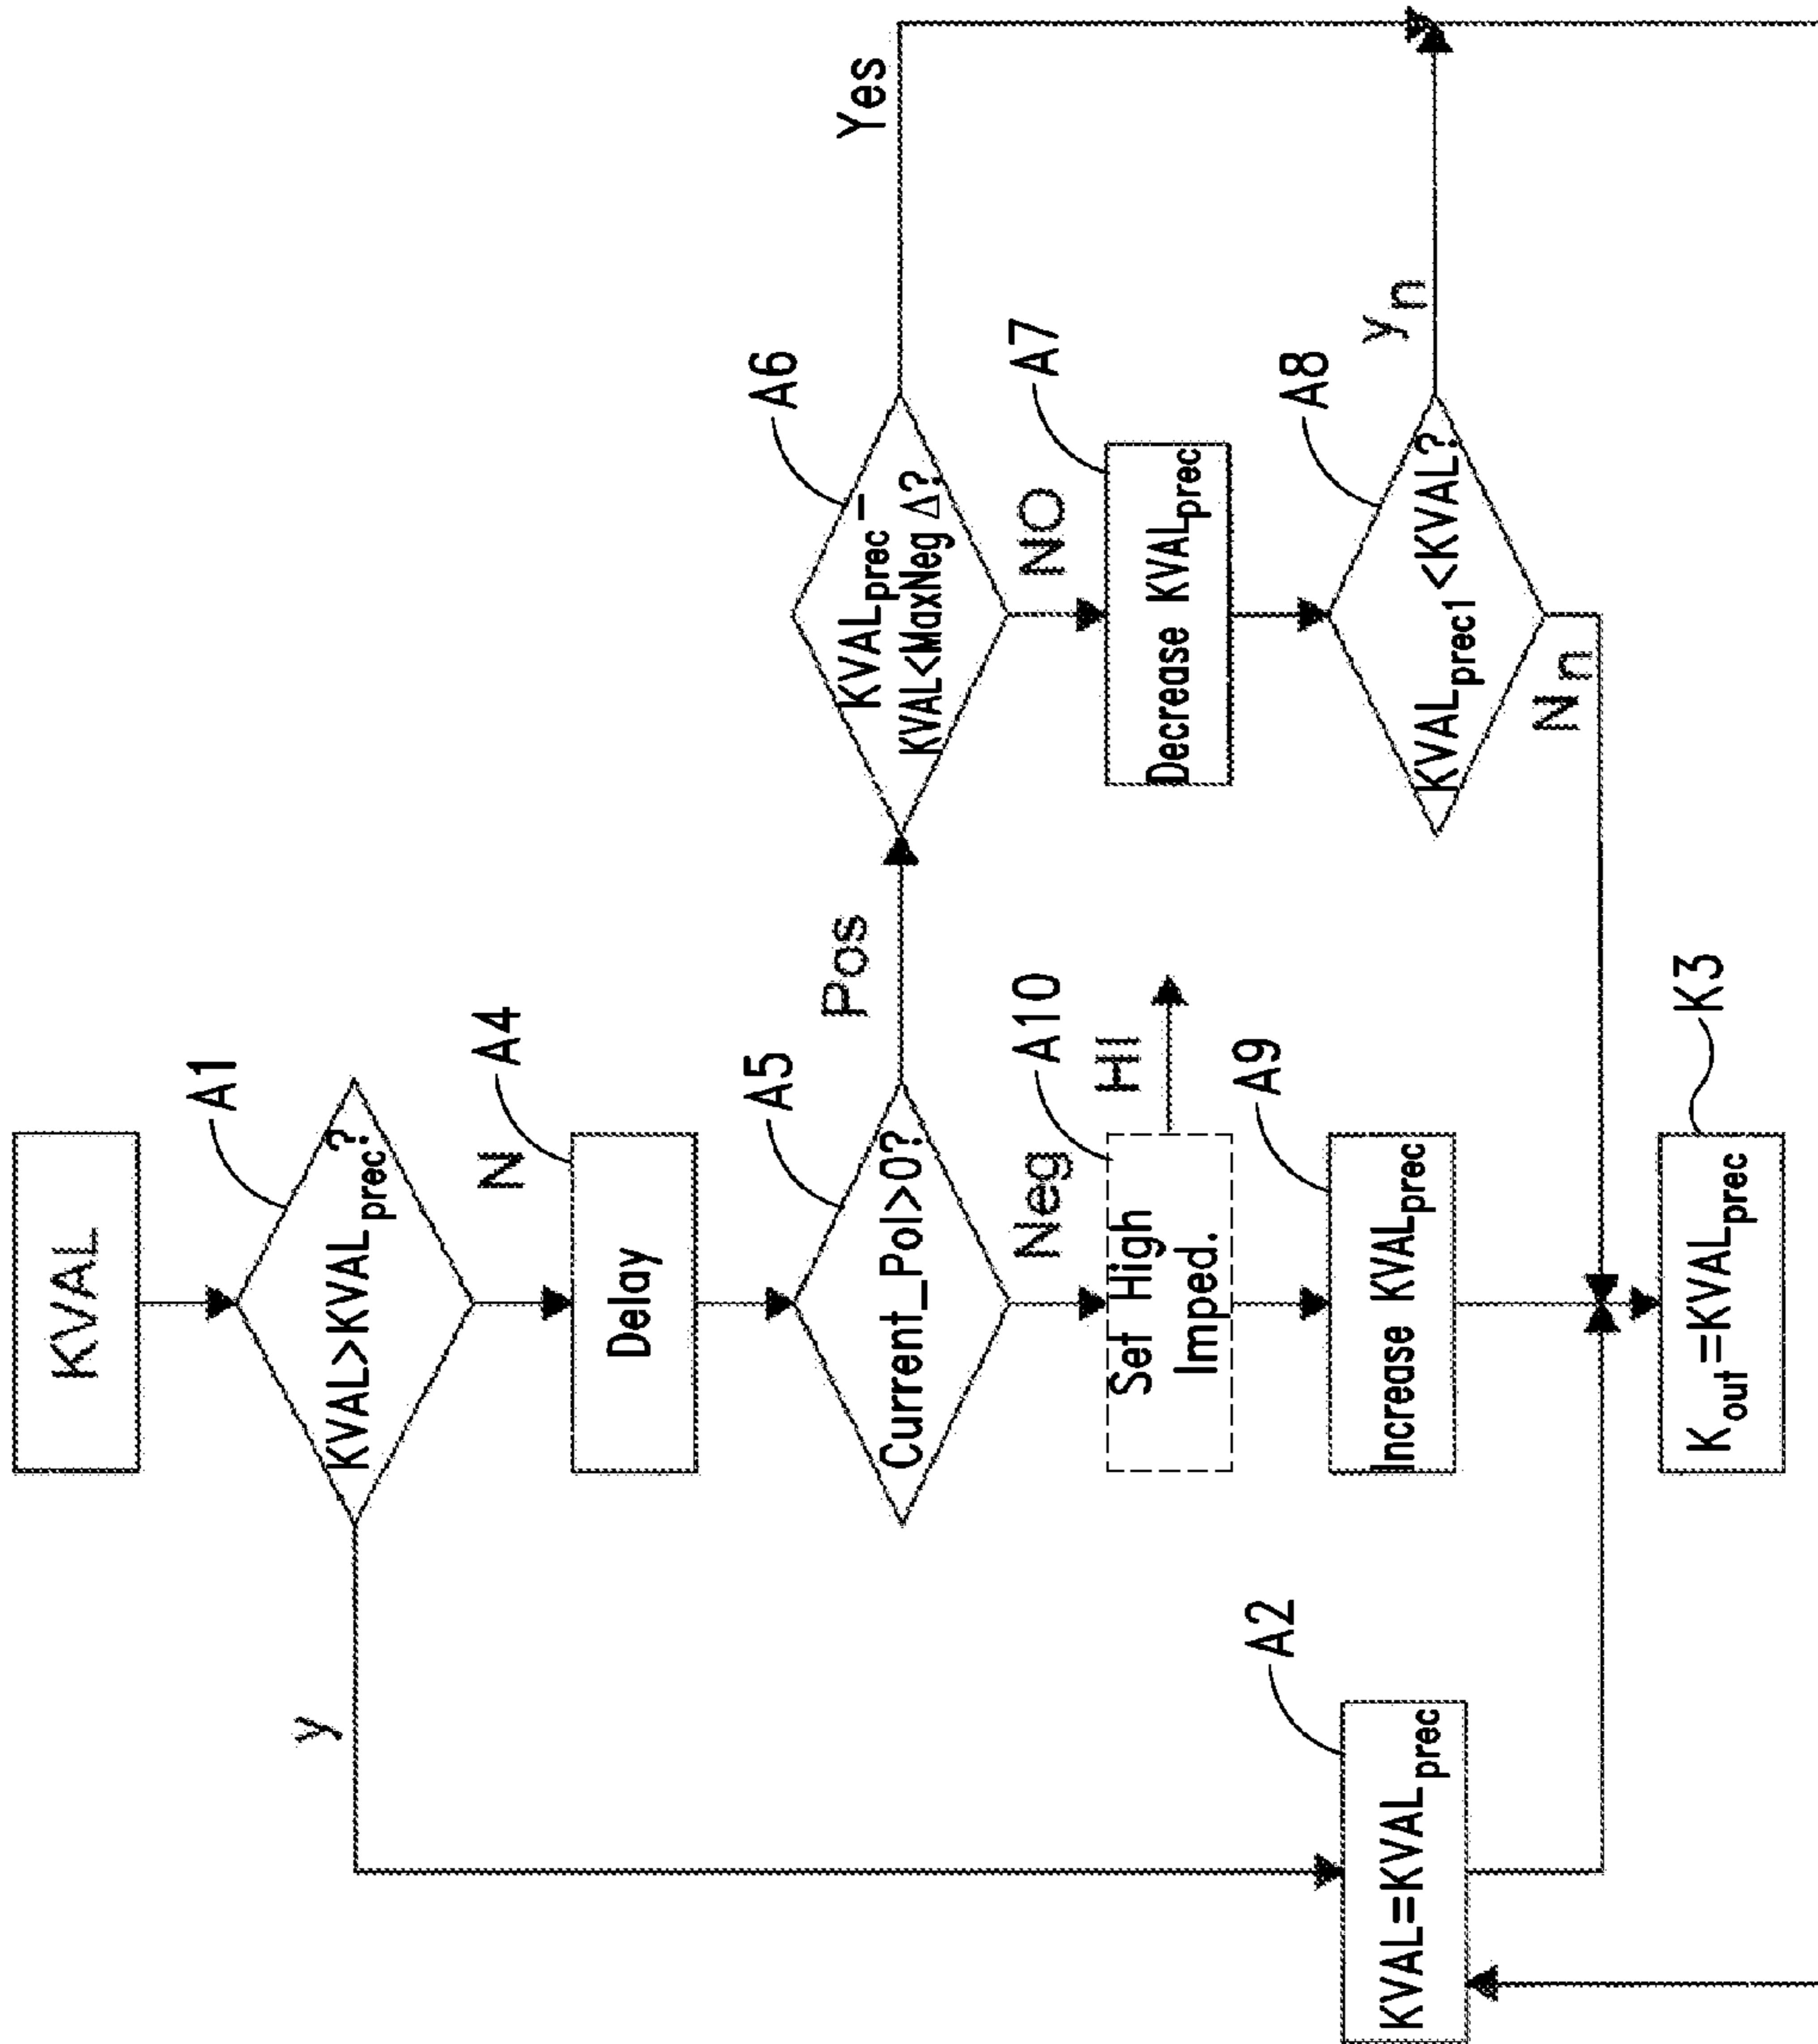 KVAL
A1
KVAL>KVALprec?
y
N
A4
Delay
A5
Current_Pol>0?
Pos
A6
KVALprec –
KVAL<MaxNeg Δ?
Yes
NO
Neg
A10
Set High
Imped.
HI
A7
Decrease KVALprec
A9
Increase KVALprec
A8
KVALprec1<KVAL?
yn
Nn
A2
KVAL=KVALprec
K3
Kout=KVALprec